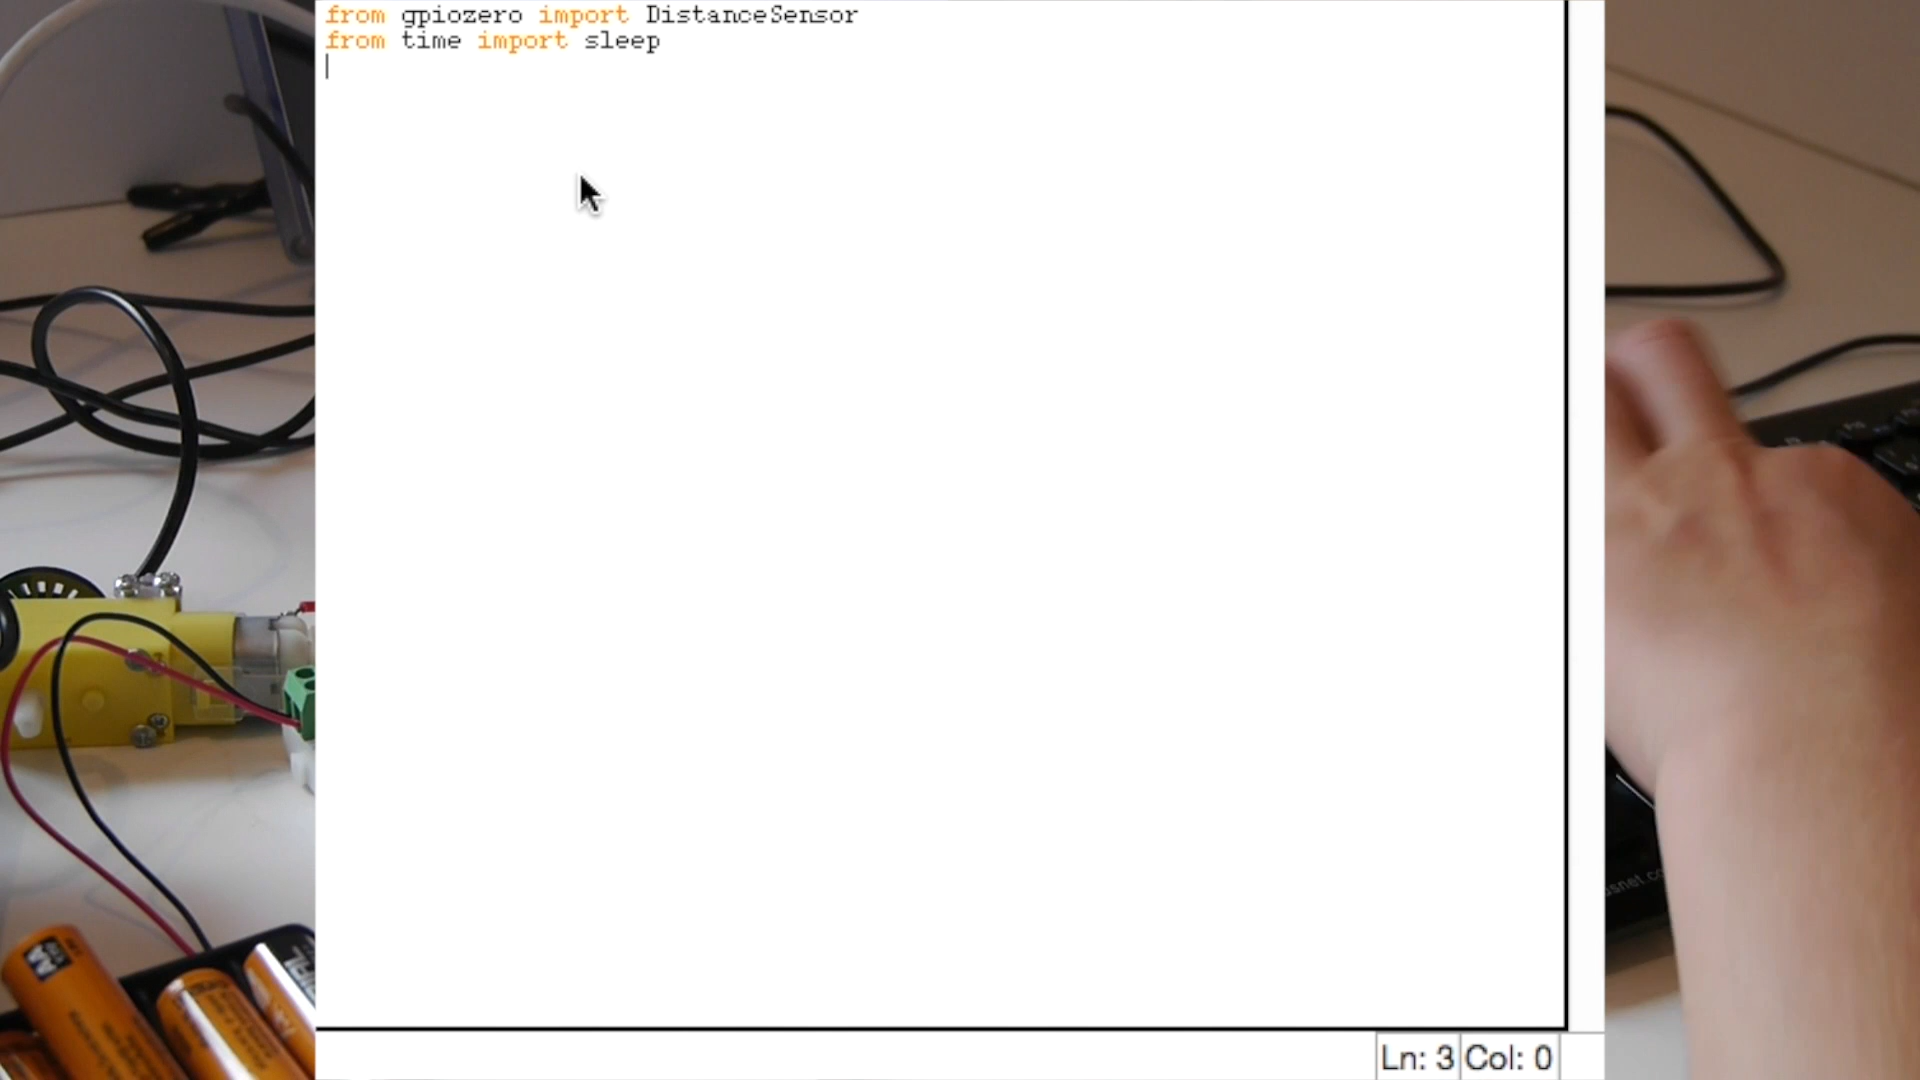 from gpiozero import DistanceSensor
from time import sleep
Ln: 3 Col: 0